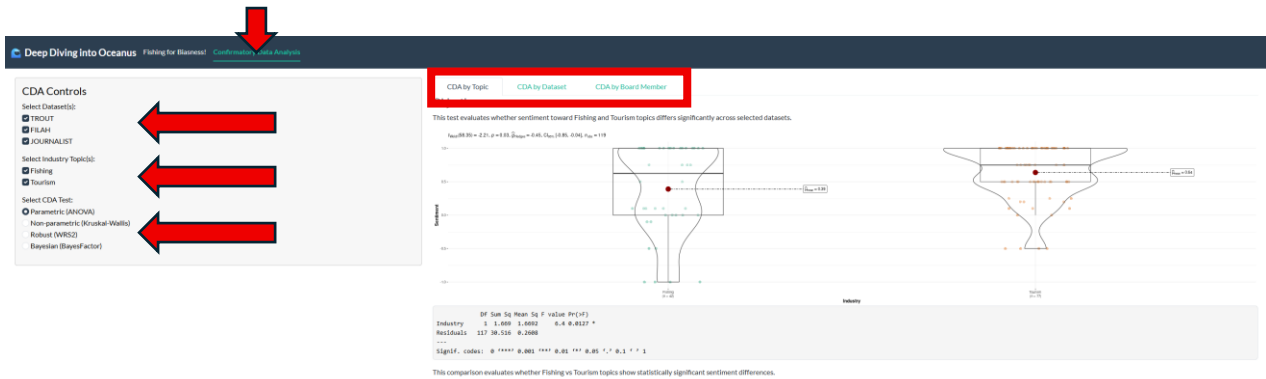 Deep Diving into Oceanus Fishing for Biasness! Confirmatory Data Analysis
CDA Controls
Select Dataset(s):
TROUT
FILAH
JOURNALIST
Select Industry Topic(s):
Fishing
Tourism
Select CDA Test:
Parametric (ANOVA)
Non-parametric (Kruskal-Wallis)
Robust (WRS2)
Bayesian (BayesFactor)
CDA by Topic CDA by Dataset CDA by Board Member
This test evaluates whether sentiment toward Fishing and Tourism topics differs significantly across selected datasets.
Sentiment
Fishing
Tourism
Industry
Df Sum Sq Mean Sq F value Pr(>F)
Industry 1 1.669 1.6692 6.4 0.0127 *
Residuals 117 30.516 0.2608
---
Signif. codes: 0 '***' 0.001 '**' 0.01 '*' 0.05 '.' 0.1 ' ' 1
This comparison evaluates whether Fishing vs Tourism topics show statistically significant sentiment differences.